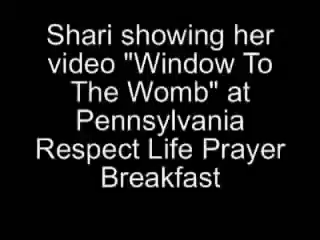 Shari showing her
video "Window To
The Womb" at
Pennsylvania
Respect Life Prayer
Breakfast